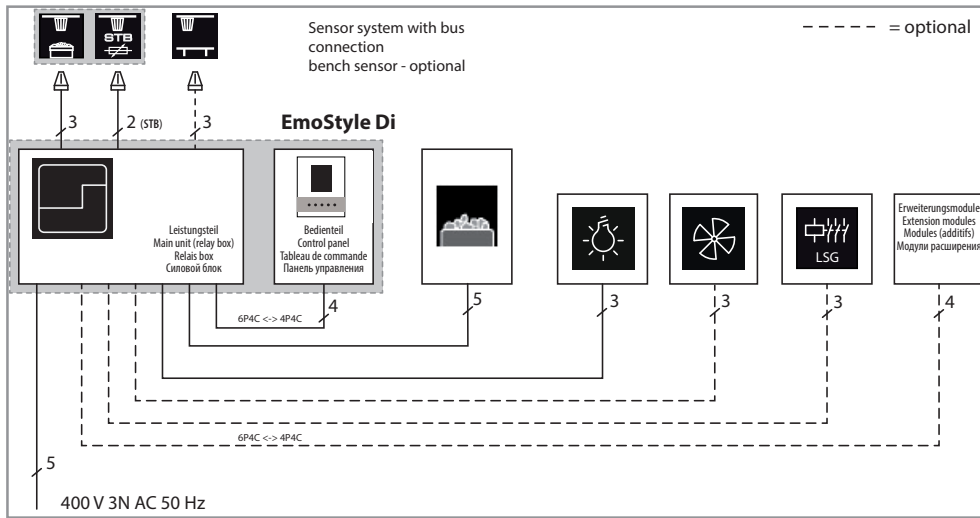 STB
Sensor system with bus
connection
bench sensor - optional
= optional
3
2 (STB)
3
EmoStyle Di
Leistungsteil
Main unit (relay box)
Relais box
Силовой блок
Bedienteil
Control panel
Tableau de commande
Панель управления
LSG
Erweiterungsmodule
Extension modules
Modules (additifs)
Модули расширения
6P4C <-> 4P4C
4
5
3
3
3
4
6P4C <-> 4P4C
5
400 V 3N AC 50 Hz